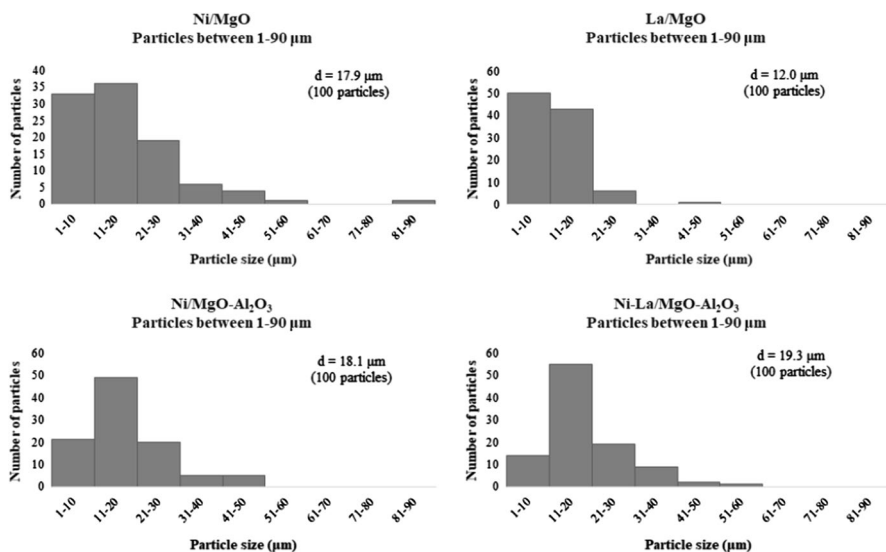 Ni/MgO
Particles between 1-90 µm
d = 17.9 µm
(100 particles)
Number of particles
40
35
30
25
20
15
10
5
0
1-10
11-20
21-30
31-40
41-50
51-60
61-70
71-80
81-90
Particle size (µm)
La/MgO
Particles between 1-90 µm
d = 12.0 µm
(100 particles)
Number of particles
60
50
40
30
20
10
0
1-10
11-20
21-30
31-40
41-50
51-60
61-70
71-80
81-90
Particle size (µm)
Ni/MgO-Al₂O₃
Particles between 1-90 µm
d = 18.1 µm
(100 particles)
Number of particles
60
50
40
30
20
10
0
1-10
11-20
21-30
31-40
41-50
51-60
61-70
71-80
81-90
Particle size (µm)
Ni-La/MgO-Al₂O₃
Particles between 1-90 µm
d = 19.3 µm
(100 particles)
Number of particles
60
50
40
30
20
10
0
1-10
11-20
21-30
31-40
41-50
51-60
61-70
71-80
81-90
Particle size (µm)